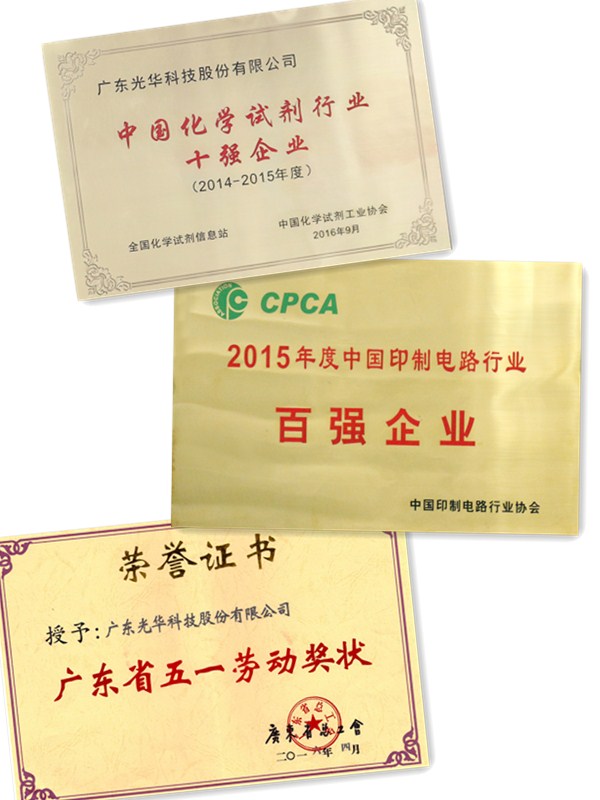 广东光华科技股份有限公司
中国化学试剂行业
十强企业
(2014-2015年度)
全国化学试剂信息站
中国化学试剂工业协会
2016年9月
CPCA
2015年度中国印制电路行业
百强企业
中国印制电路行业协会
荣誉证书
授予:广东光华科技股份有限公司
广东省五一劳动奖状
广東省总工會
二〇一六年四月